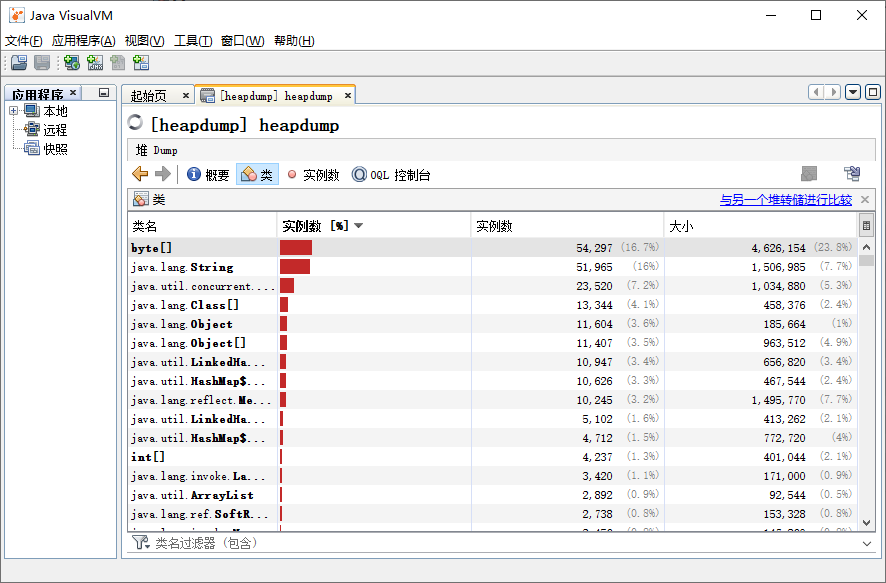 Java VisualVM
文件(F) 应用程序(A) 视图(V) 工具(T) 窗口(W) 帮助(H)
应用程序
本地
远程
快照
起始页 [heapdump] heapdump
[heapdump] heapdump
堆 Dump
概要 类 实例数 OQL 控制台
类 与另一个堆转储进行比较
类名 实例数 [%] 实例数 大小
byte[] 54,297 (16.7%) 4,626,154 (23.8%)
java.lang.String 51,965 (16%) 1,506,985 (7.7%)
java.util.concurrent.... 23,520 (7.2%) 1,034,880 (5.3%)
java.lang.Class[] 13,344 (4.1%) 458,376 (2.4%)
java.lang.Object 11,604 (3.6%) 185,664 (1%)
java.lang.Object[] 11,407 (3.5%) 963,512 (4.9%)
java.util.LinkedHa... 10,947 (3.4%) 656,820 (3.4%)
java.util.HashMap$... 10,626 (3.3%) 467,544 (2.4%)
java.lang.reflect.Me... 10,245 (3.2%) 1,495,770 (7.7%)
java.util.LinkedHa... 5,102 (1.6%) 413,262 (2.1%)
java.util.HashMap$... 4,712 (1.5%) 772,720 (4%)
int[] 4,237 (1.3%) 401,044 (2.1%)
java.lang.invoke.La... 3,420 (1.1%) 171,000 (0.9%)
java.util.ArrayList 2,892 (0.9%) 92,544 (0.5%)
java.lang.ref.SoftR... 2,738 (0.8%) 153,328 (0.8%)
类名过滤器 (包含)